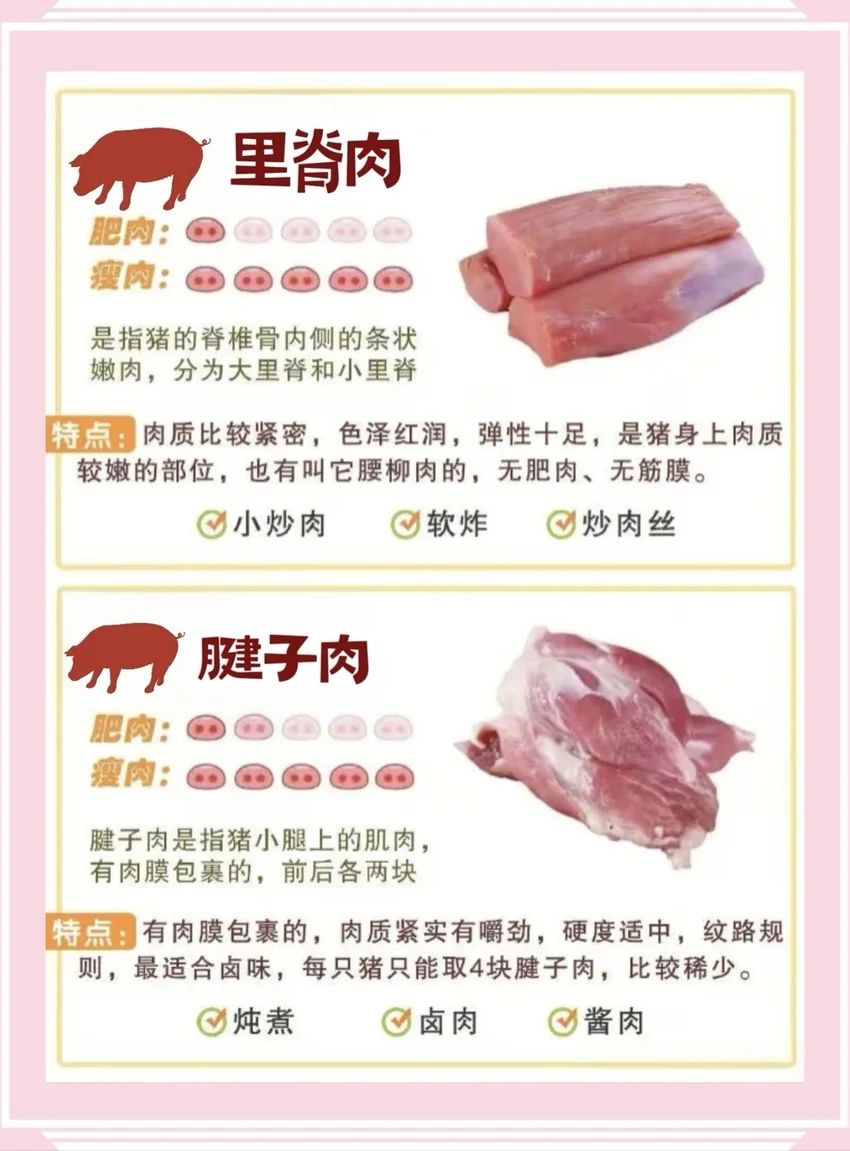 里脊肉
肥肉：
瘦肉：
是指猪的脊椎骨内侧的条状
嫩肉，分为大里脊和小里脊
特点：肉质比较紧密，色泽红润，弹性十足，是猪身上肉质
较嫩的部位，也有叫它腰柳肉的，无肥肉、无筋膜。
小炒肉 软炸 炒肉丝
腱子肉
肥肉：
瘦肉：
腱子肉是指猪小腿上的肌肉，
有肉膜包裹的，前后各两块
特点：有肉膜包裹的，肉质紧实有嚼劲，硬度适中，纹路规
则，最适合卤味，每只猪只能取4块腱子肉，比较稀少。
炖煮 卤肉 酱肉